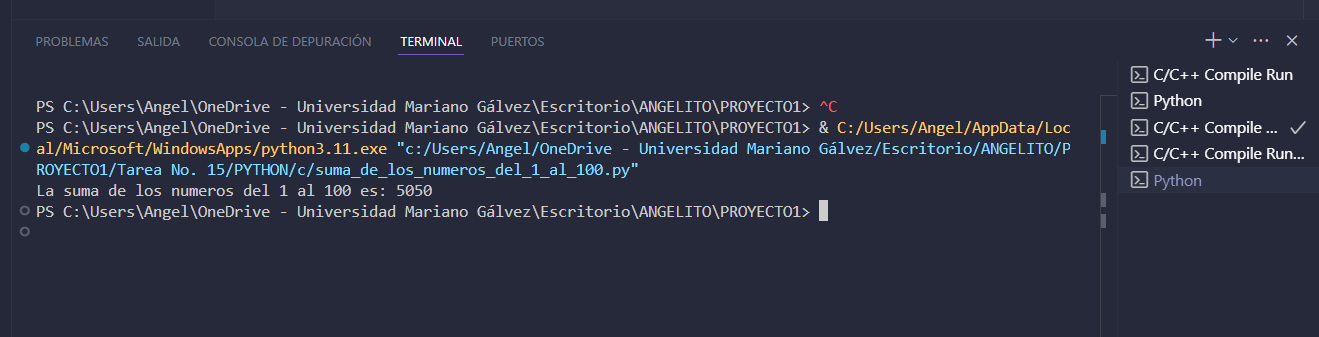 PROBLEMAS SALIDA CONSOLA DE DEPURACIÓN TERMINAL PUERTOS
PS C:\Users\Angel\OneDrive - Universidad Mariano Gálvez\Escritorio\ANGELITO\PROYECTO1> ^C
PS C:\Users\Angel\OneDrive - Universidad Mariano Gálvez\Escritorio\ANGELITO\PROYECTO1> & C:/Users/Angel/AppData/Loc
al/Microsoft/WindowsApps/python3.11.exe "c:/Users/Angel/OneDrive - Universidad Mariano Gálvez/Escritorio/ANGELITO/P
ROYECTO1/Tarea No. 15/PYTHON/c/suma_de_los_numeros_del_1_al_100.py"
La suma de los numeros del 1 al 100 es: 5050
PS C:\Users\Angel\OneDrive - Universidad Mariano Gálvez\Escritorio\ANGELITO\PROYECTO1>
C/C++ Compile Run
Python
C/C++ Compile ...
C/C++ Compile Run...
Python